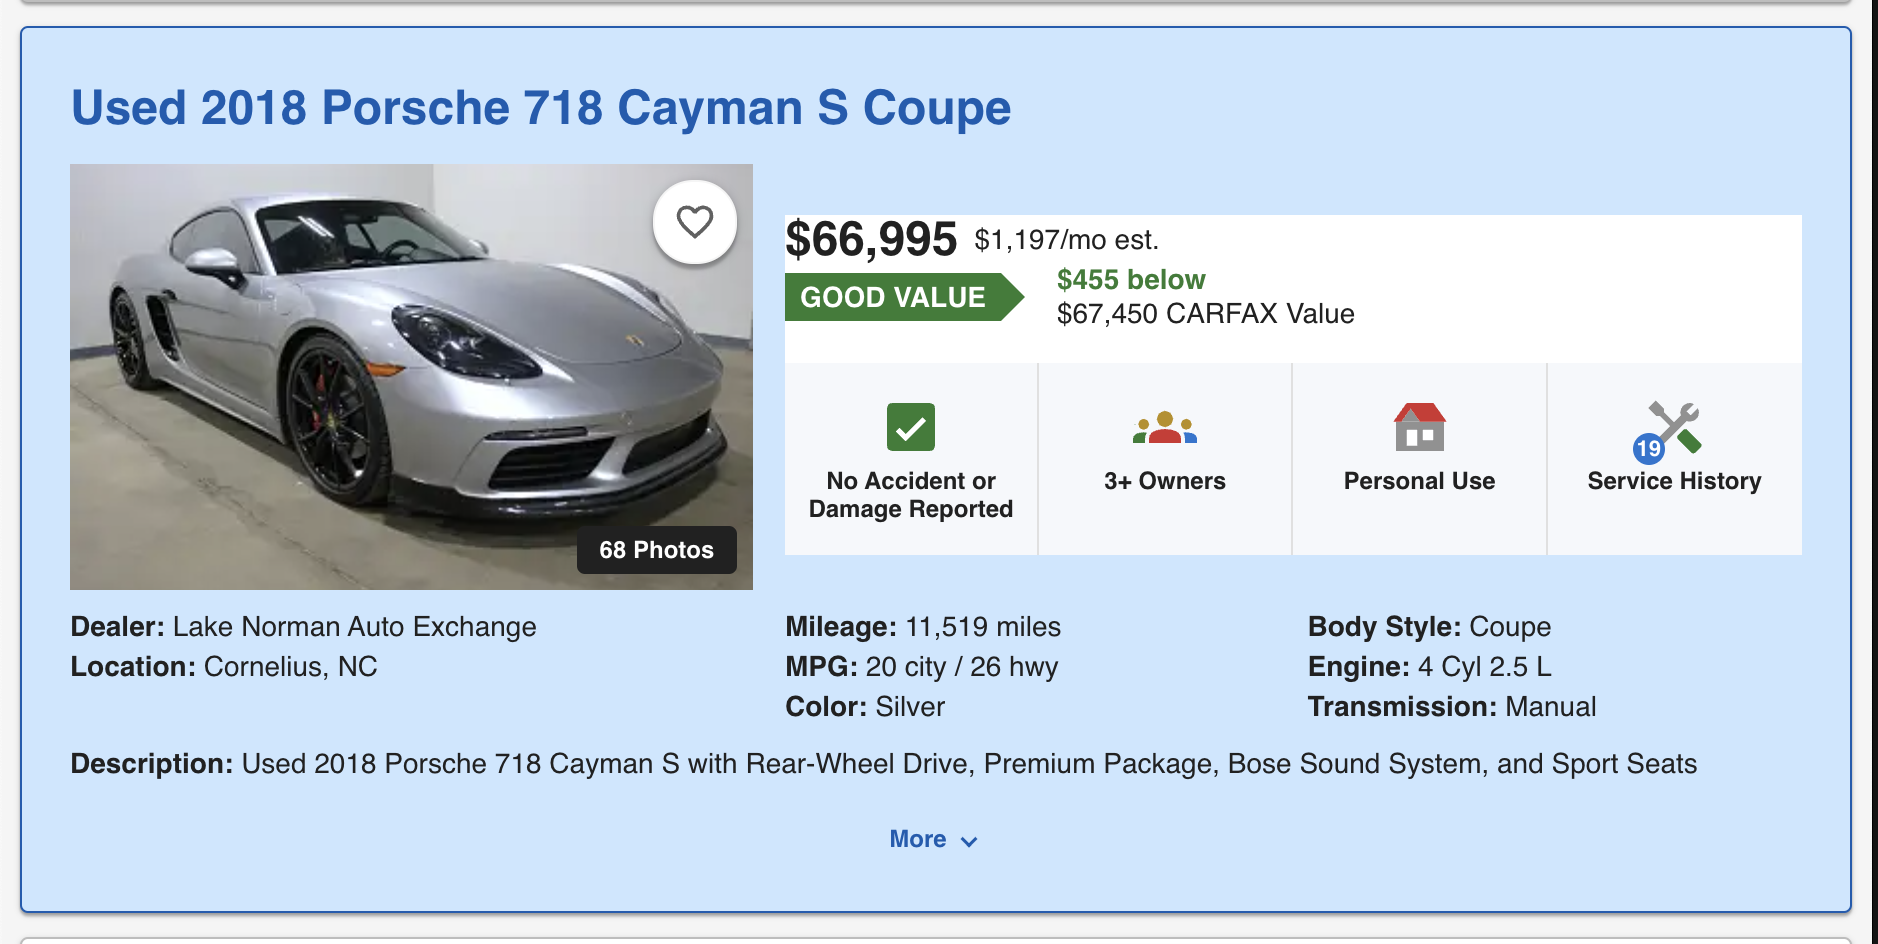 Used 2018 Porsche 718 Cayman S Coupe
68 Photos
$66,995 $1,197/mo est.
GOOD VALUE
$455 below
$67,450 CARFAX Value
No Accident or
Damage Reported
3+ Owners
Personal Use
19
Service History
Dealer: Lake Norman Auto Exchange
Location: Cornelius, NC
Mileage: 11,519 miles
MPG: 20 city / 26 hwy
Color: Silver
Body Style: Coupe
Engine: 4 Cyl 2.5 L
Transmission: Manual
Description: Used 2018 Porsche 718 Cayman S with Rear-Wheel Drive, Premium Package, Bose Sound System, and Sport Seats
More